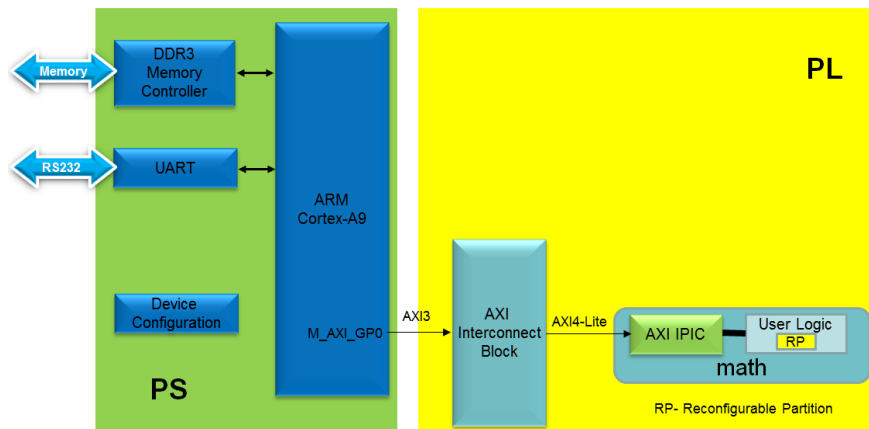 Memory
DDR3
Memory
Controller
RS232
UART
ARM
Cortex-A9
Device
Configuration
M_AXI_GP0
PS
PL
AXI3
AXI
Interconnect
Block
AXI4-Lite
AXI IPIC
User Logic
RP
math
RP- Reconfigurable Partition